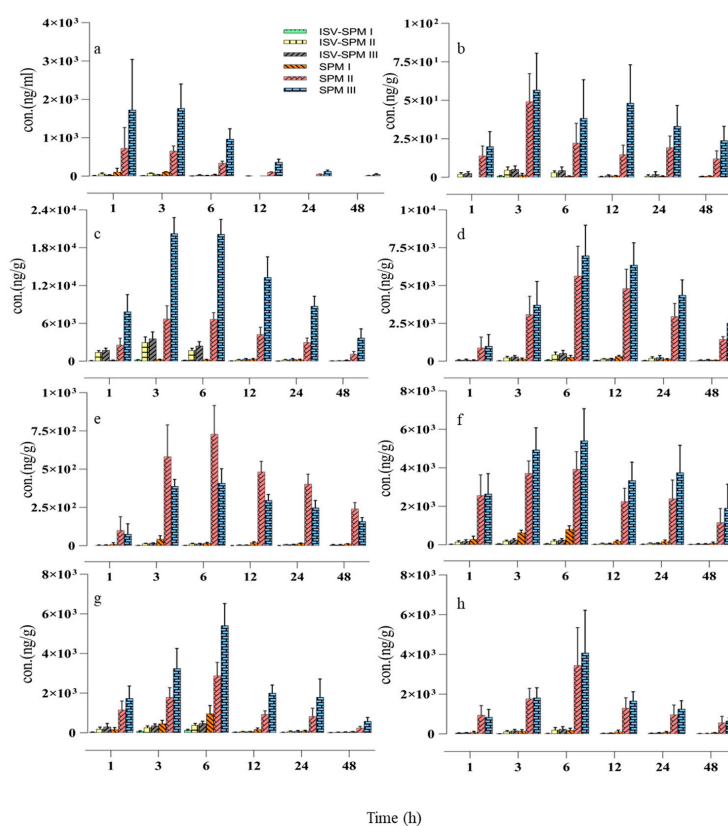 a
con.(ng/ml)
4×10³
3×10³
2×10³
1×10³
0
ISV-SPM I
ISV-SPM II
ISV-SPM III
SPM I
SPM II
SPM III
1 3 6 12 24 48
b
con.(ng/g)
1×10²
7.5×10¹
5×10¹
2.5×10¹
0
1 3 6 12 24 48
c
con.(ng/g)
2.4×10⁴
1.8×10⁴
1.2×10⁴
6×10³
0
1 3 6 12 24 48
d
con.(ng/g)
1×10⁴
7.5×10³
5×10³
2.5×10³
0
1 3 6 12 24 48
e
con.(ng/g)
1×10³
7.5×10²
5×10²
2.5×10²
0
1 3 6 12 24 48
f
con.(ng/g)
8×10³
6×10³
4×10³
2×10³
0
1 3 6 12 24 48
g
con.(ng/g)
8×10³
6×10³
4×10³
2×10³
0
1 3 6 12 24 48
h
con.(ng/g)
8×10³
6×10³
4×10³
2×10³
0
1 3 6 12 24 48
Time (h)